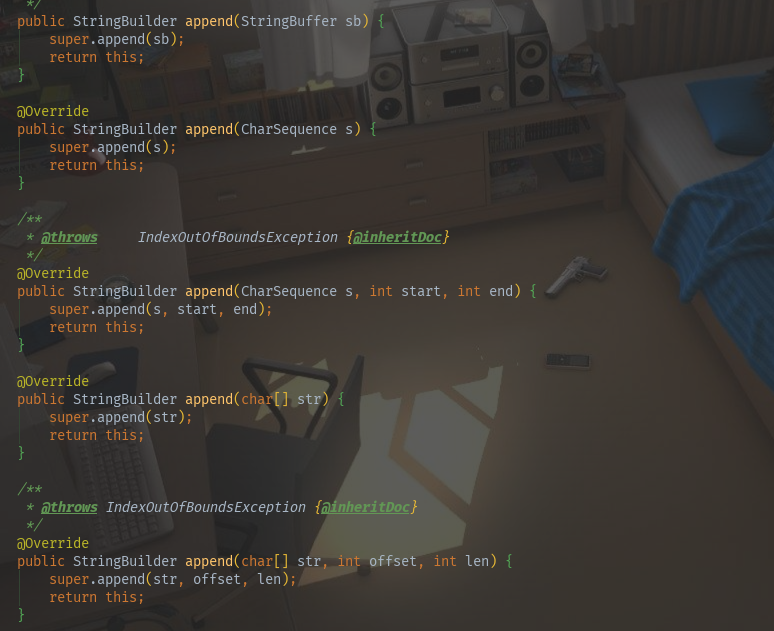 */
public StringBuilder append(StringBuffer sb) {
    super.append(sb);
    return this;
}
@Override
public StringBuilder append(CharSequence s) {
    super.append(s);
    return this;
}
/**
 * @throws     IndexOutOfBoundsException {@inheritDoc}
 */
@Override
public StringBuilder append(CharSequence s, int start, int end) {
    super.append(s, start, end);
    return this;
}
@Override
public StringBuilder append(char[] str) {
    super.append(str);
    return this;
}
/**
 * @throws IndexOutOfBoundsException {@inheritDoc}
 */
@Override
public StringBuilder append(char[] str, int offset, int len) {
    super.append(str, offset, len);
    return this;
}